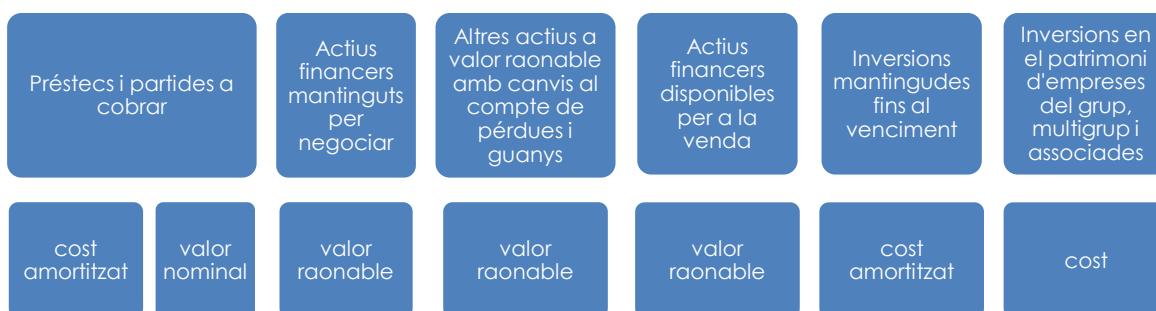 Préstecs i partides a
cobrar
Actius
financers
mantinguts
per
negociar
Altres actius a
valor raonable
amb canvis al
compte de
pérdues i
guanys
Actius
financers
disponibles
per a la
venda
Inversions
mantingudes
fins al
venciment
Inversions en
el patrimoni
d'empreses
del grup,
multigrup i
associades
cost
amortitzat
valor
nominal
valor
raonable
valor
raonable
valor
raonable
cost
amortitzat
cost